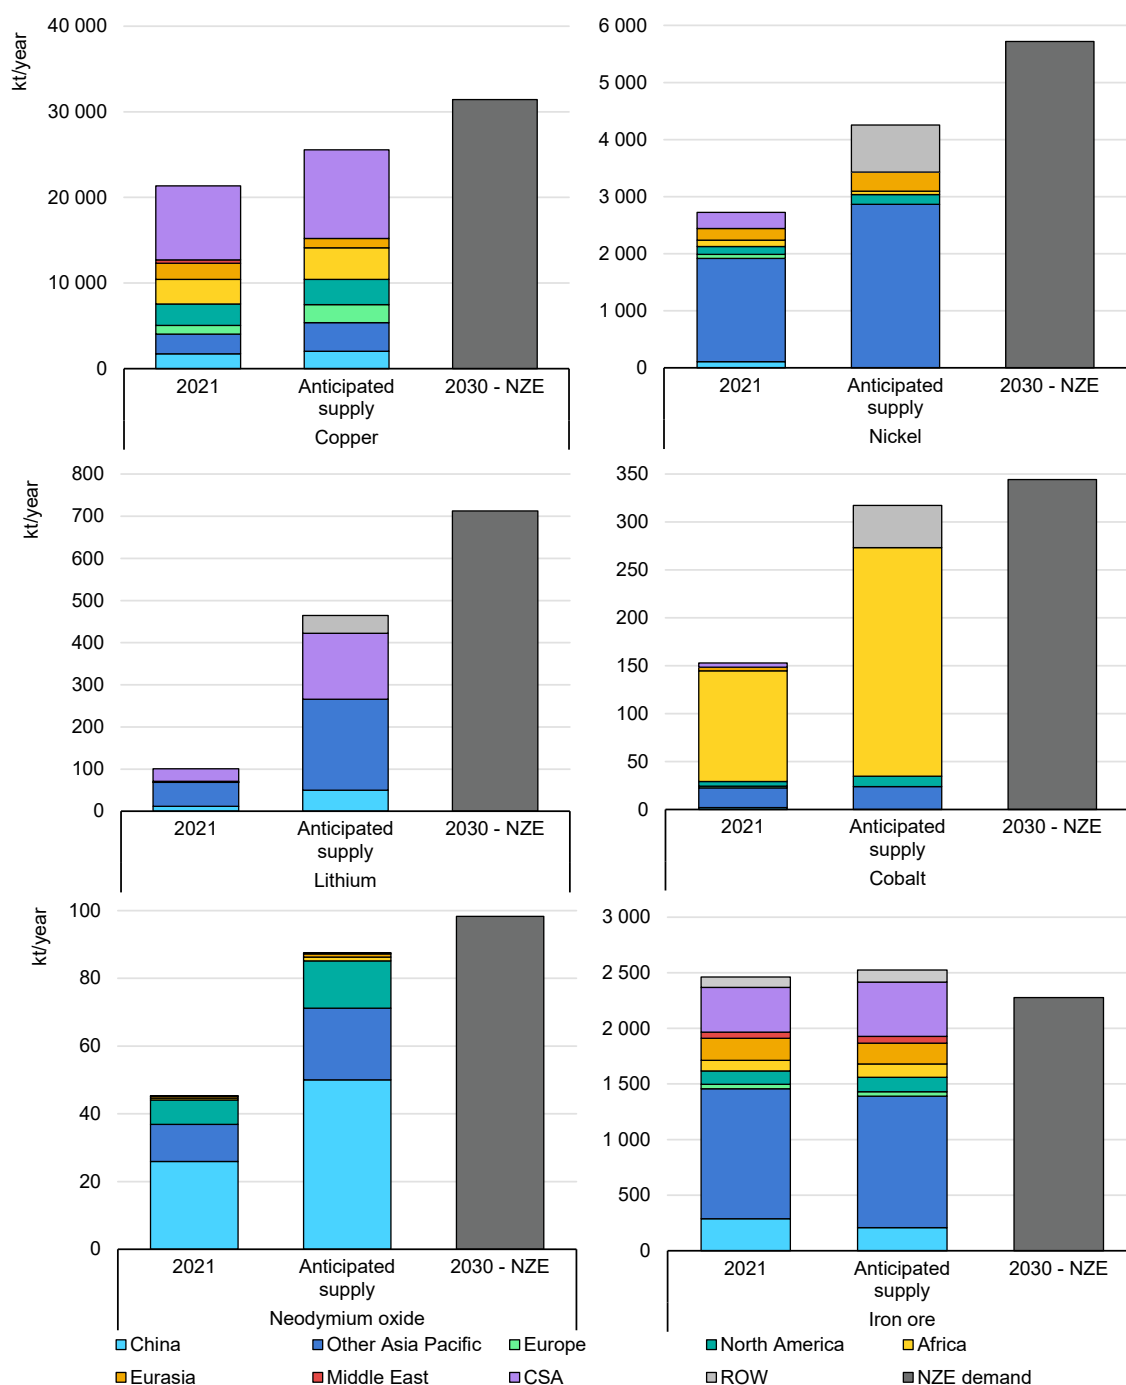 kt/year
40 000
30 000
20 000
10 000
0
2021
Anticipated
supply
2030 - NZE
Copper
6 000
5 000
4 000
3 000
2 000
1 000
0
2021
Anticipated
supply
2030 - NZE
Nickel
kt/year
800
700
600
500
400
300
200
100
0
2021
Anticipated
supply
2030 - NZE
Lithium
350
300
250
200
150
100
50
0
2021
Anticipated
supply
2030 - NZE
Cobalt
kt/year
100
80
60
40
20
0
2021
Anticipated
supply
2030 - NZE
Neodymium oxide
3 000
2 500
2 000
1 500
1 000
500
0
2021
Anticipated
supply
2030 - NZE
Iron ore
China
Other Asia Pacific
Europe
North America
Africa
Eurasia
Middle East
CSA
ROW
NZE demand